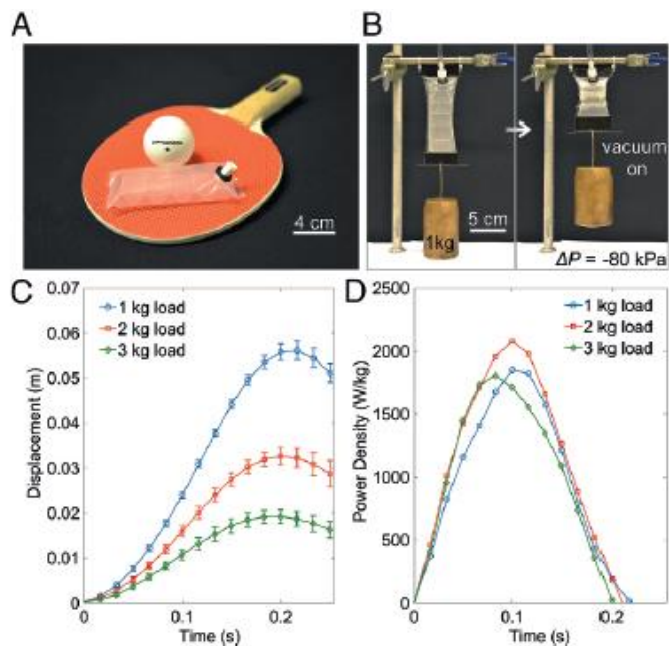 A
4 cm
B
vacuum
on
1kg
5 cm
ΔP = -80 kPa
C
0.07
0.06
0.05
0.04
0.03
0.02
0.01
0
Displacement (m)
1 kg load
2 kg load
3 kg load
0
0.1
0.2
Time (s)
D
2500
2000
1500
1000
500
0
Power Density (W/kg)
1 kg load
2 kg load
3 kg load
0
0.1
0.2
Time (s)